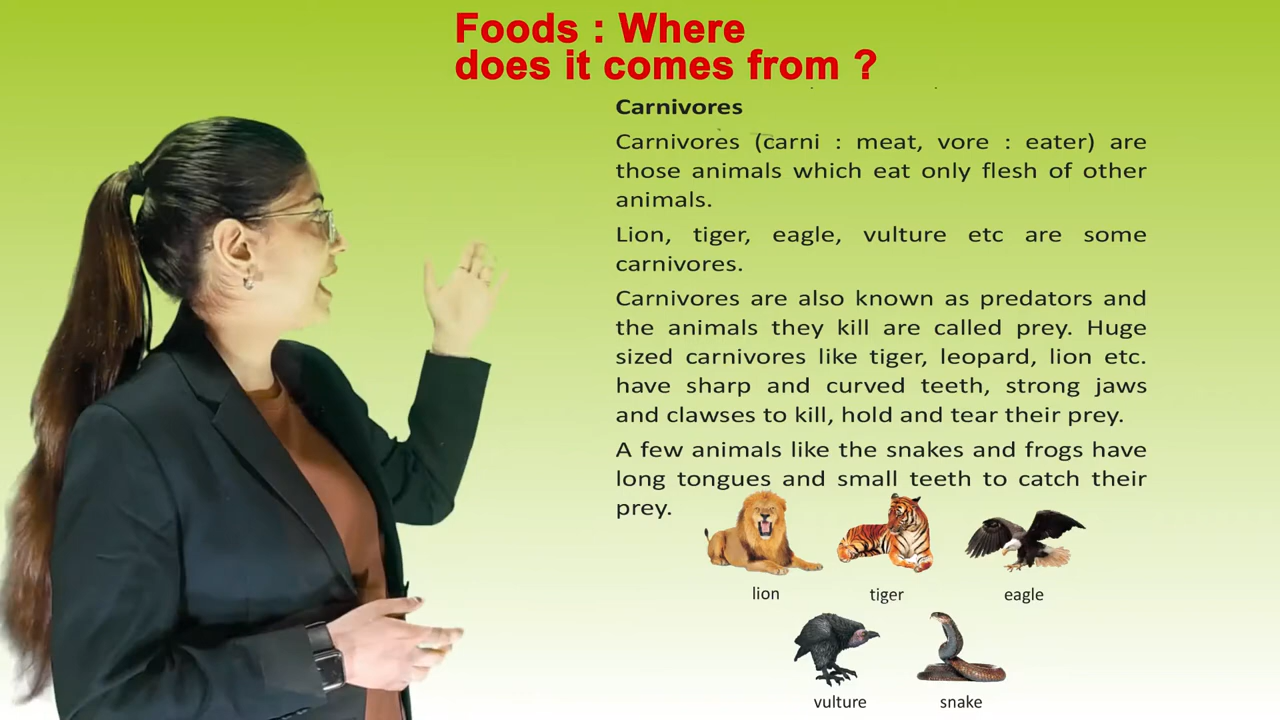 Foods : Where
does it comes from ?
Carnivores
Carnivores (carni : meat, vore : eater) are
those animals which eat only flesh of other
animals.
Lion, tiger, eagle, vulture etc are some
carnivores.
Carnivores are also known as predators and
the animals they kill are called prey. Huge
sized carnivores like tiger, leopard, lion etc.
have sharp and curved teeth, strong jaws
and clawses to kill, hold and tear their prey.
A few animals like the snakes and frogs have
long tongues and small teeth to catch their
prey.
lion
tiger
eagle
vulture
snake